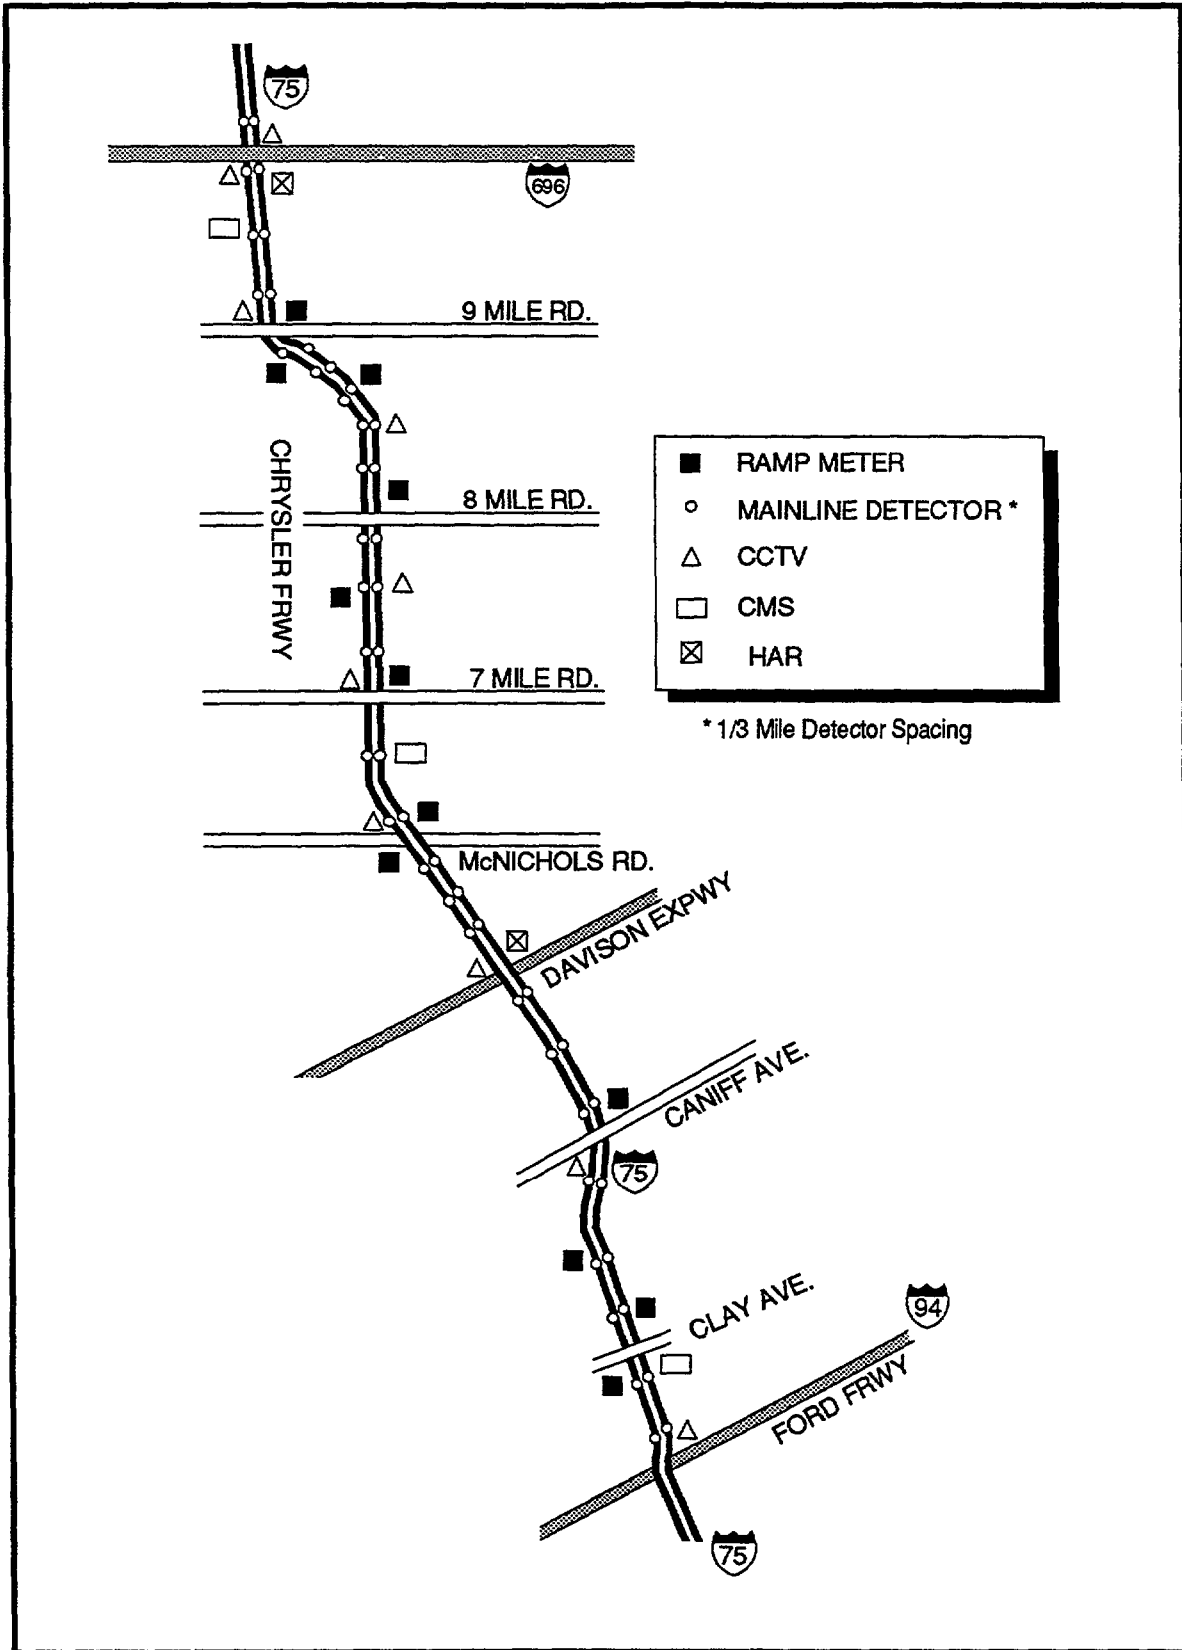 75
696
9 MILE RD.
CHRYSLER FRWY
8 MILE RD.
RAMP METER
MAINLINE DETECTOR *
CCTV
CMS
HAR
* 1/3 Mile Detector Spacing
7 MILE RD.
McNICHOLS RD.
DAVISON EXPWY
CANIFF AVE.
75
CLAY AVE.
94
FORD FRWY
75